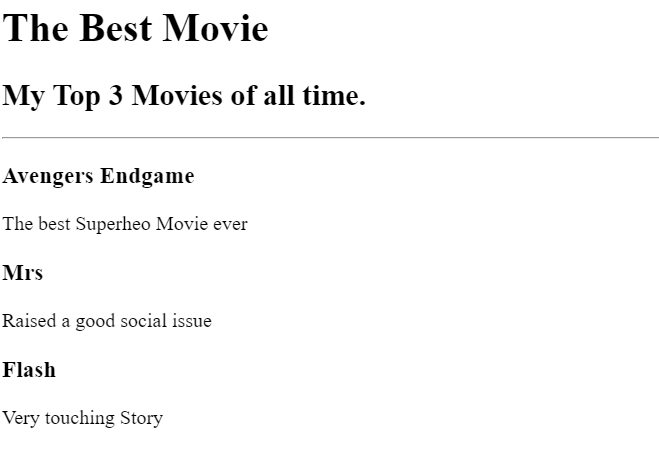 The Best Movie
My Top 3 Movies of all time.
Avengers Endgame
The best Superheo Movie ever
Mrs
Raised a good social issue
Flash
Very touching Story